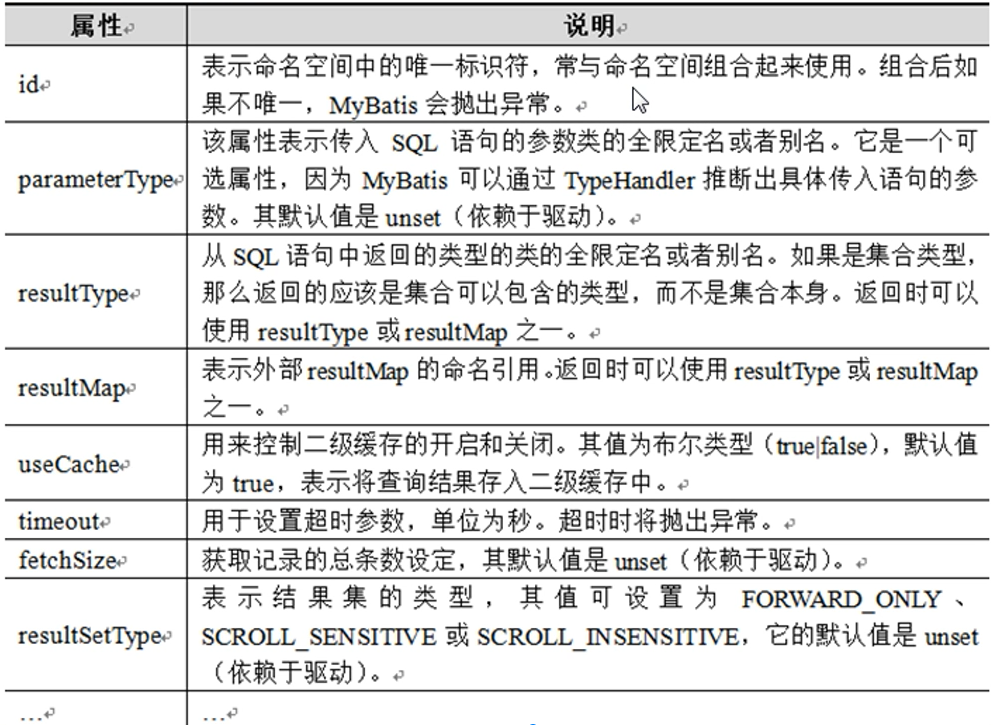 属性 说明
id
表示命名空间中的唯一标识符，常与命名空间组合起来使用。组合后如
果不唯一，MyBatis 会抛出异常。
parameterType
该属性表示传入 SQL 语句的参数类的全限定名或者别名。它是一个可
选属性，因为 MyBatis 可以通过 TypeHandler 推断出具体传入语句的参
数。其默认值是 unset（依赖于驱动）。
resultType
从 SQL 语句中返回的类型的类的全限定名或者别名。如果是集合类型，
那么返回的应该是集合可以包含的类型，而不是集合本身。返回时可以
使用 resultType 或 resultMap 之一。
resultMap
表示外部 resultMap 的命名引用。返回时可以使用 resultType 或 resultMap
之一。
useCache
用来控制二级缓存的开启和关闭。其值为布尔类型（true|false），默认值
为 true，表示将查询结果存入二级缓存中。
timeout
用于设置超时参数，单位为秒。超时时将抛出异常。
fetchSize
获取记录的总条数设定，其默认值是 unset（依赖于驱动）。
resultSetType
表示结果集的类型，其值可设置为 FORWARD_ONLY、
SCROLL_SENSITIVE 或 SCROLL_INSENSITIVE，它的默认值是 unset
（依赖于驱动）。
… …